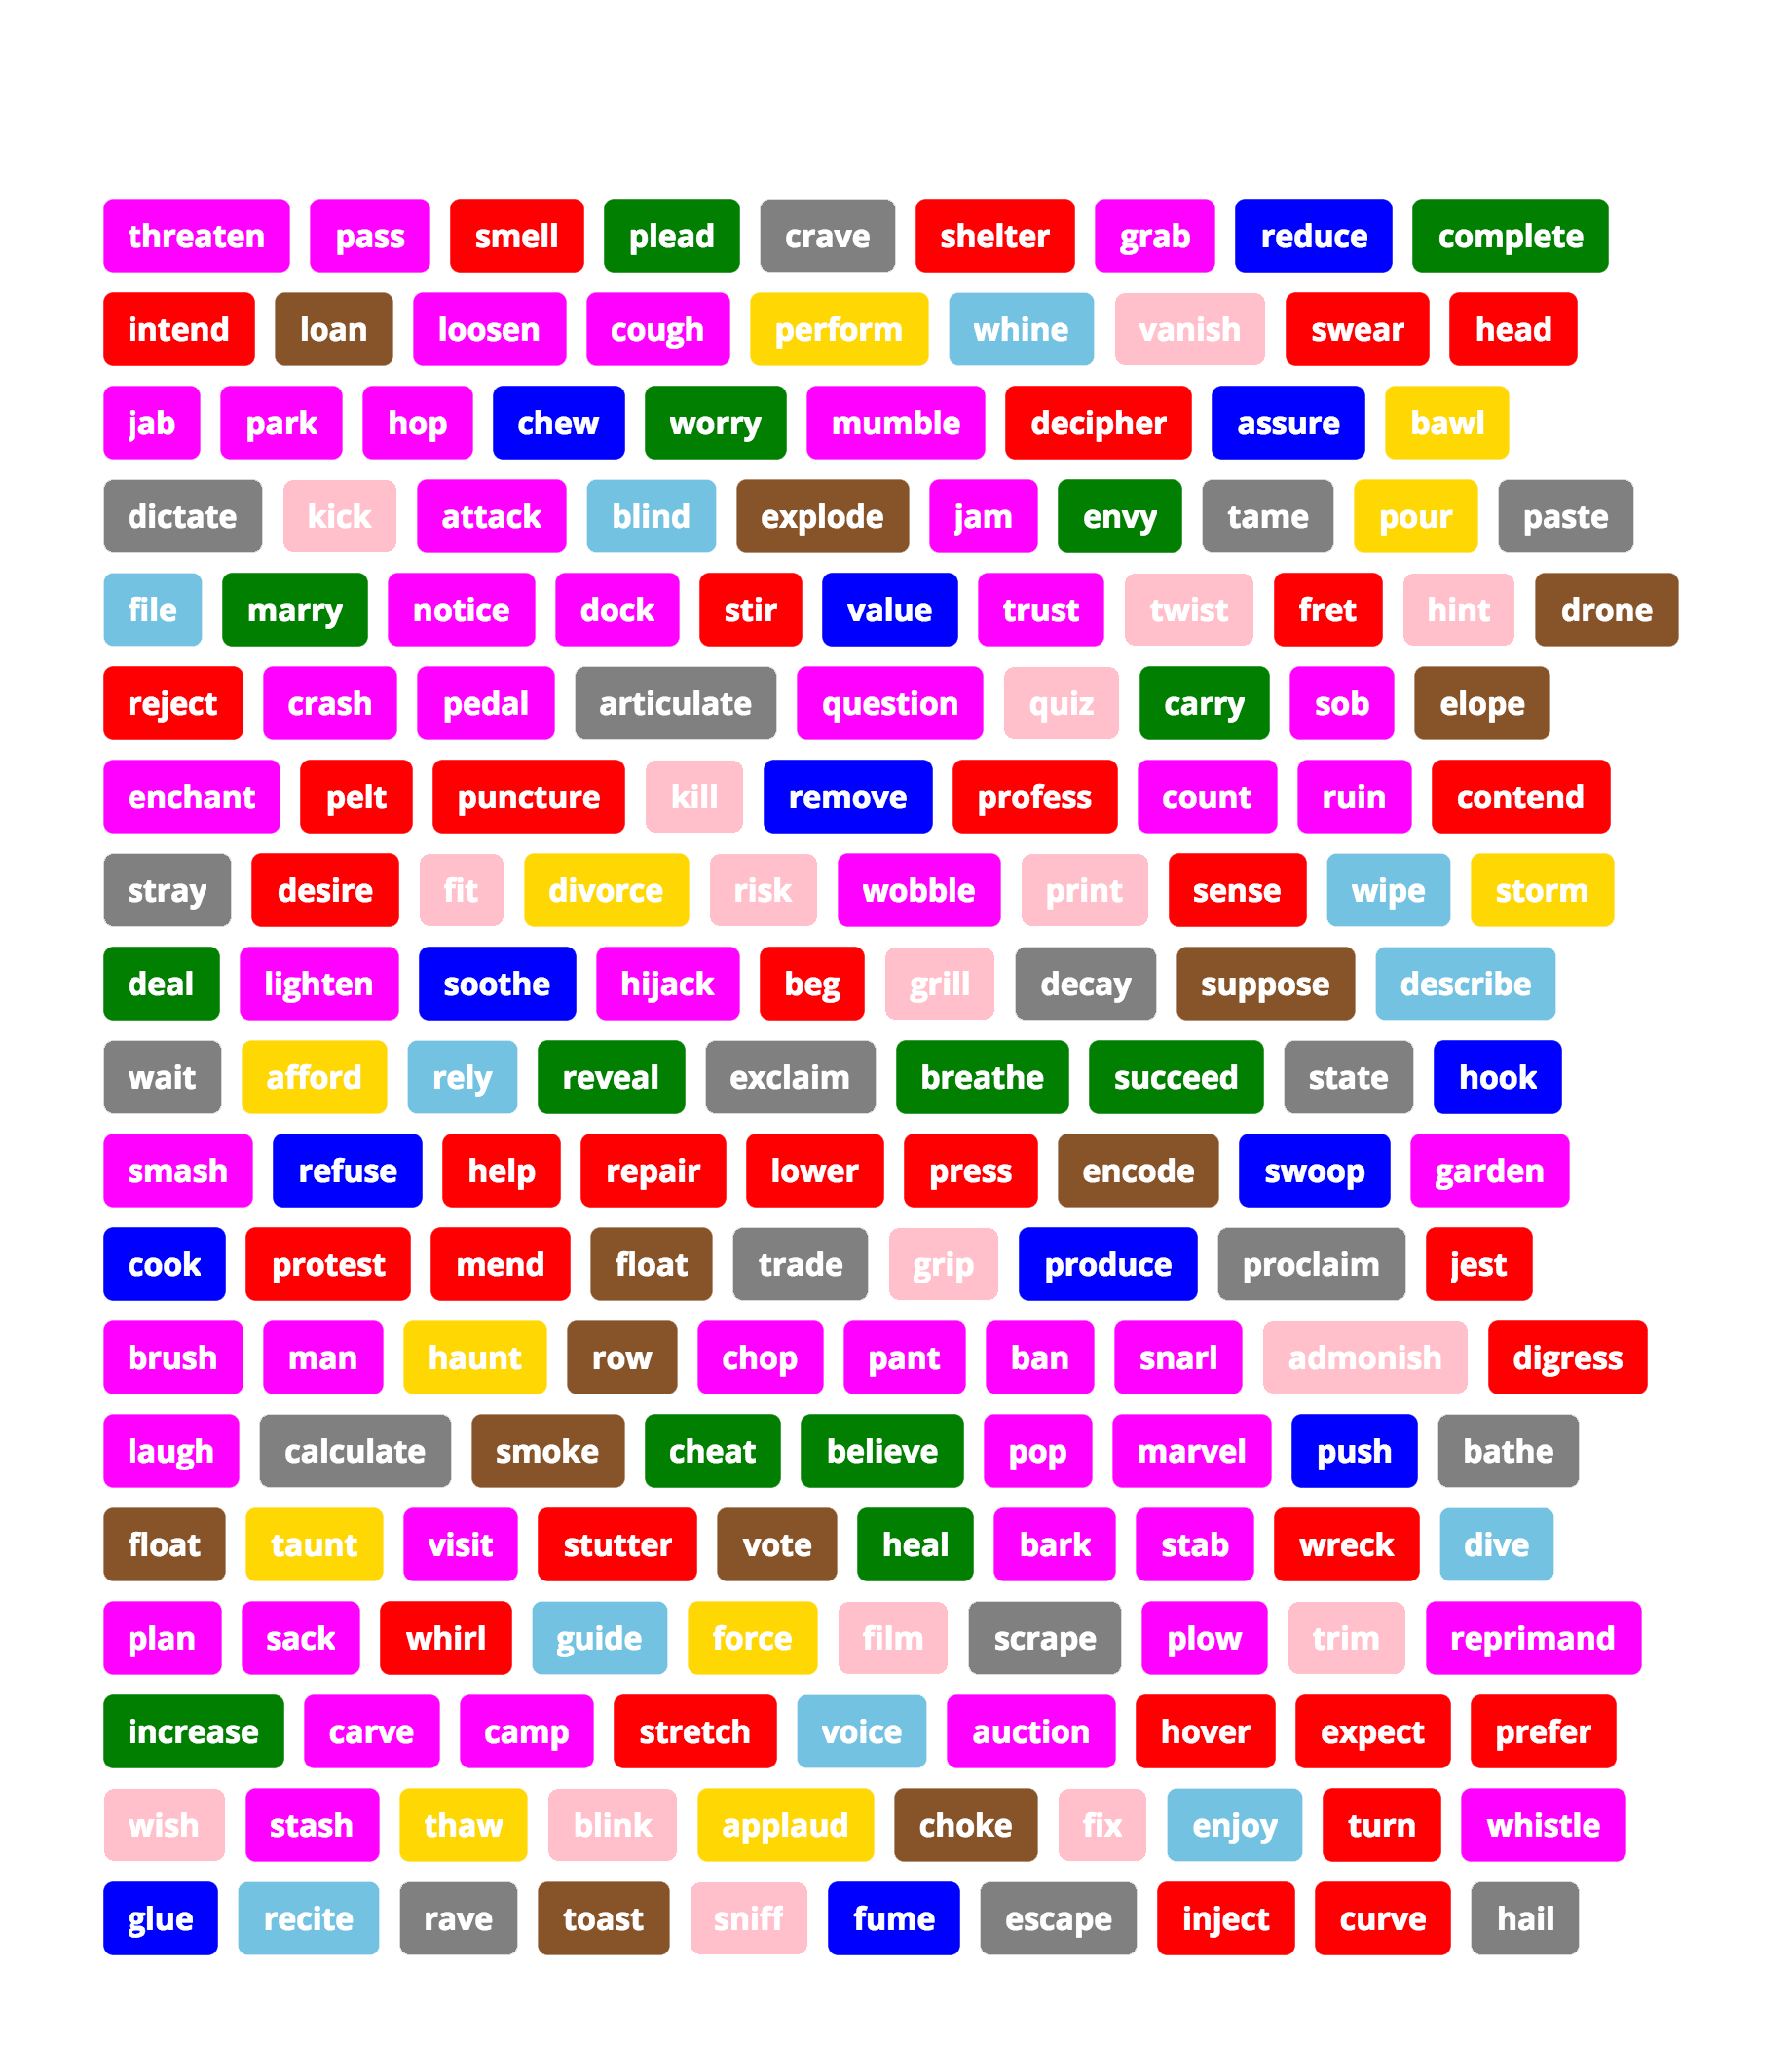 threaten pass smell plead crave shelter grab reduce complete
intend loan loosen cough perform whine vanish swear head
jab park hop chew worry mumble decipher assure bawl
dictate kick attack blind explode jam envy tame pour paste
file marry notice dock stir value trust twist fret hint drone
reject crash pedal articulate question quiz carry sob elope
enchant pelt puncture kill remove profess count ruin contend
stray desire fit divorce risk wobble print sense wipe storm
deal lighten soothe hijack beg grill decay suppose describe
wait afford rely reveal exclaim breathe succeed state hook
smash refuse help repair lower press encode swoop garden
cook protest mend float trade grip produce proclaim jest
brush man haunt row chop pant ban snarl admonish digress
laugh calculate smoke cheat believe pop marvel push bathe
float taunt visit stutter vote heal bark stab wreck dive
plan sack whirl guide force film scrape plow trim reprimand
increase carve camp stretch voice auction hover expect prefer
wish stash thaw blink applaud choke fix enjoy turn whistle
glue recite rave toast sniff fume escape inject curve hail